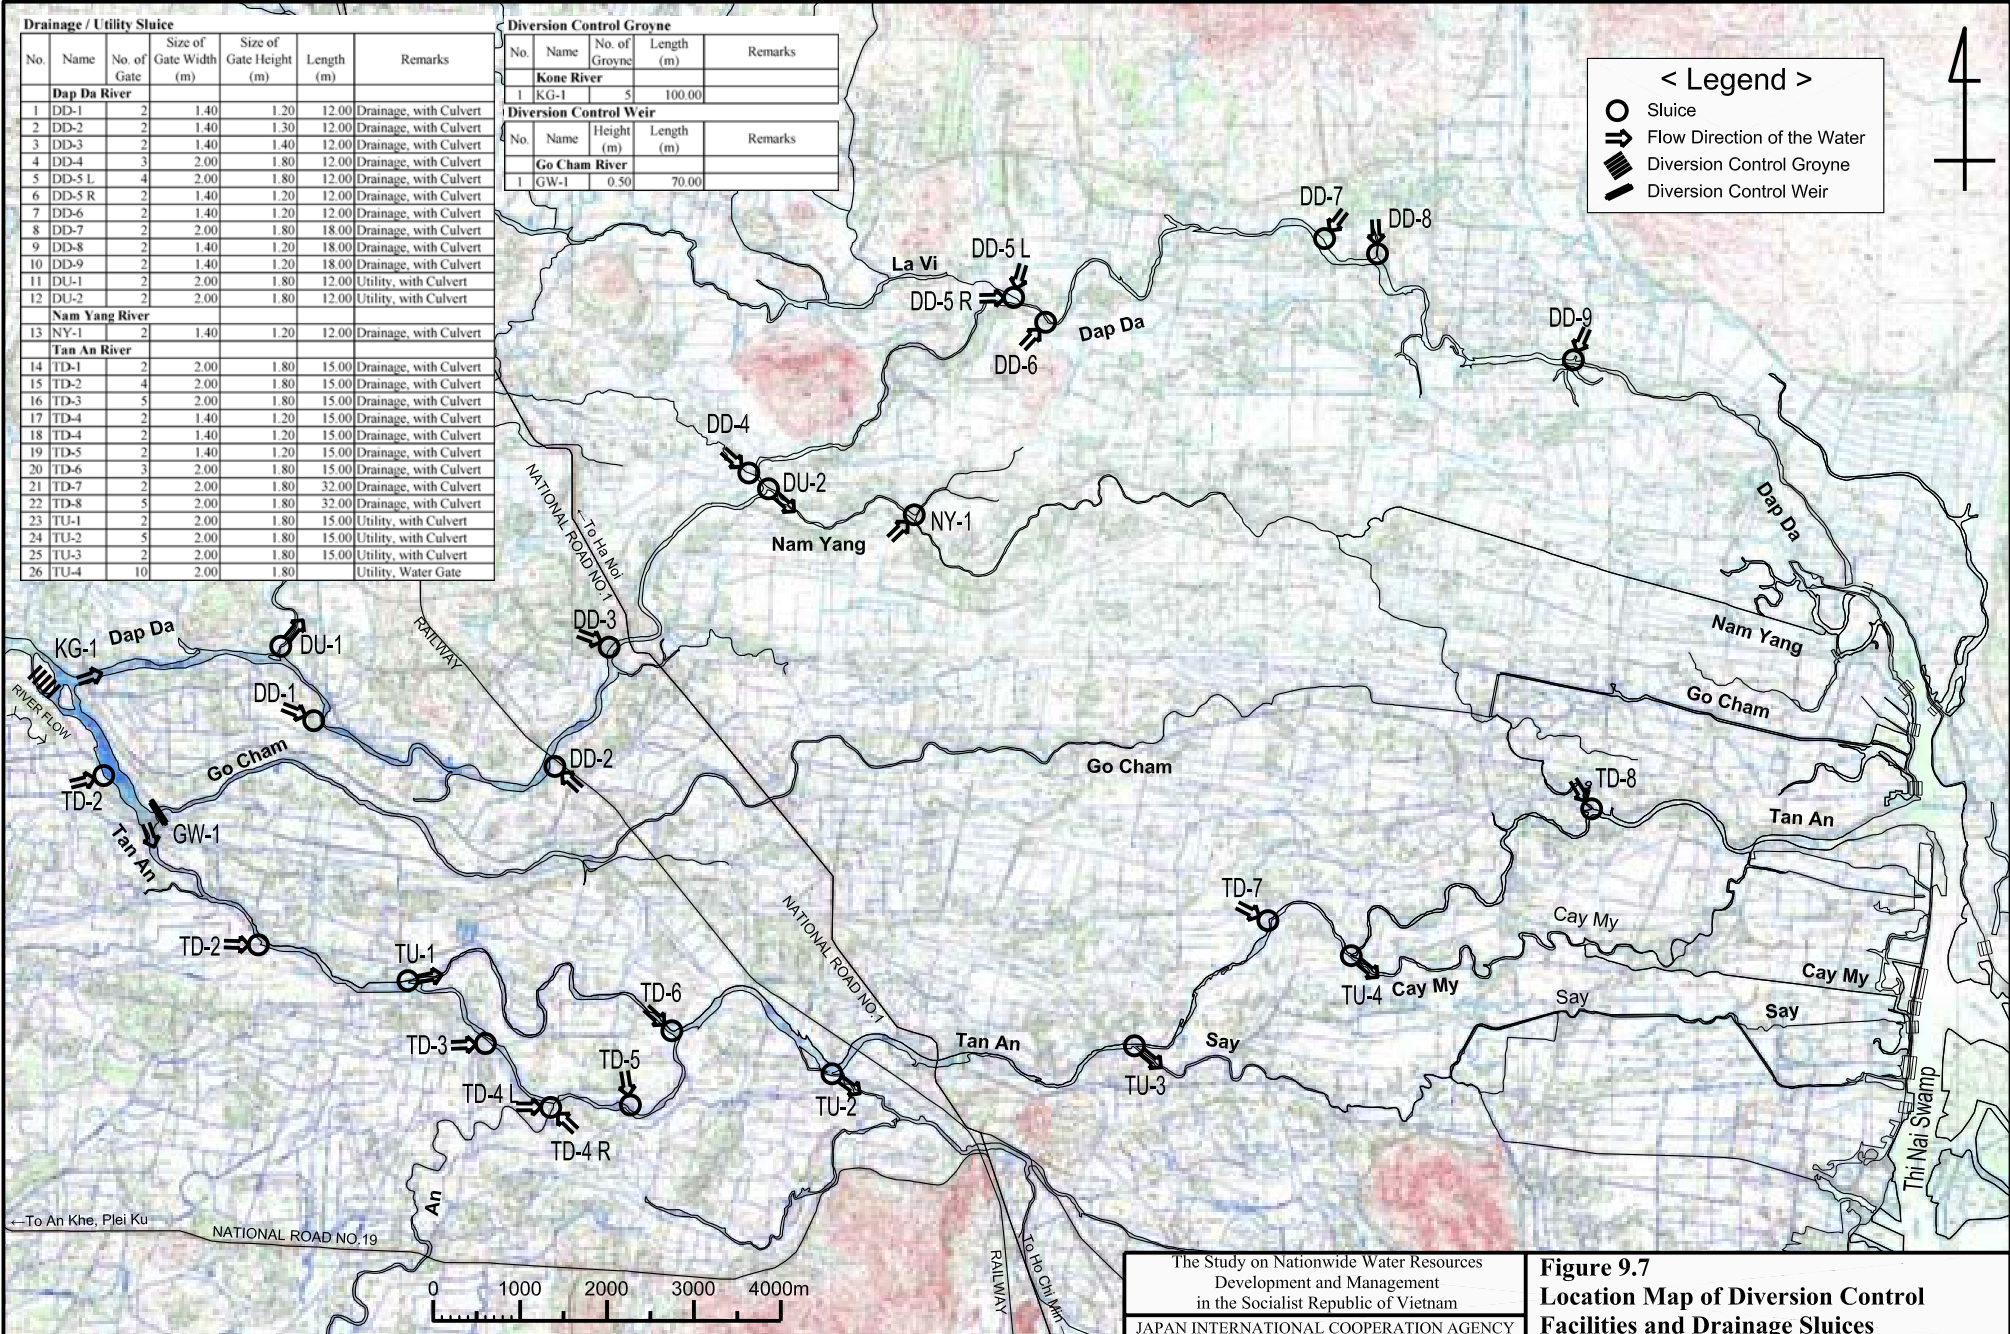 Drainage / Utility Sluice
No. Name No. of Gate Size of Gate Width (m) Size of Gate Height (m) Length (m) Remarks
Dap Da River
1 DD-1 2 1.40 1.20 12.00 Drainage, with Culvert
2 DD-2 2 1.40 1.30 12.00 Drainage, with Culvert
3 DD-3 2 1.40 1.40 12.00 Drainage, with Culvert
4 DD-4 3 2.00 1.80 12.00 Drainage, with Culvert
5 DD-5 L 4 2.00 1.80 12.00 Drainage, with Culvert
6 DD-5 R 2 1.40 1.20 12.00 Drainage, with Culvert
7 DD-6 2 1.40 1.20 12.00 Drainage, with Culvert
8 DD-7 2 2.00 1.80 18.00 Drainage, with Culvert
9 DD-8 2 1.40 1.20 18.00 Drainage, with Culvert
10 DD-9 2 1.40 1.20 18.00 Drainage, with Culvert
11 DU-1 2 2.00 1.80 12.00 Utility, with Culvert
12 DU-2 2 2.00 1.80 12.00 Utility, with Culvert
Nam Yang River
13 NY-1 2 1.40 1.20 12.00 Drainage, with Culvert
Tan An River
14 TD-1 2 2.00 1.80 15.00 Drainage, with Culvert
15 TD-2 4 2.00 1.80 15.00 Drainage, with Culvert
16 TD-3 5 2.00 1.80 15.00 Drainage, with Culvert
17 TD-4 2 1.40 1.20 15.00 Drainage, with Culvert
18 TD-4 2 1.40 1.20 15.00 Drainage, with Culvert
19 TD-5 2 1.40 1.20 15.00 Drainage, with Culvert
20 TD-6 3 2.00 1.80 15.00 Drainage, with Culvert
21 TD-7 2 2.00 1.80 32.00 Drainage, with Culvert
22 TD-8 5 2.00 1.80 32.00 Drainage, with Culvert
23 TU-1 2 2.00 1.80 15.00 Utility, with Culvert
24 TU-2 5 2.00 1.80 15.00 Utility, with Culvert
25 TU-3 2 2.00 1.80 15.00 Utility, with Culvert
26 TU-4 10 2.00 1.80 Utility, Water Gate
Diversion Control Groyne
No. Name No. of Groyne Length (m) Remarks
Kone River
1 KG-1 5 100.00
Diversion Control Weir
No. Name Height (m) Length (m) Remarks
Go Cham River
1 GW-1 0.50 70.00
< Legend >
Sluice
Flow Direction of the Water
Diversion Control Groyne
Diversion Control Weir
DD-7
DD-8
La Vi
DD-5 L
DD-5 R
Dap Da
DD-6
DD-9
DD-4
DU-2
NY-1
Nam Yang
NATIONAL ROAD NO.1
←To Ha Noi
Dap Da
DD-3
RAILWAY
KG-1
Dap Da
DU-1
RIVER FLOW
DD-1
Nam Yang
Go Cham
Go Cham
DD-2
Go Cham
TD-2
GW-1
Tan An
TD-8
Tan An
TD-7
NATIONAL ROAD NO.1
Cay My
TD-2
TU-1
TD-6
TU-4
Cay My
Cay My
Say
Say
TD-3
TD-5
Tan An
Say
TD-4 L
TU-2
TU-3
TD-4 R
Thi Nai Swamp
An
←To An Khe, Plei Ku
NATIONAL ROAD NO.19
RAILWAY
To Ho Chi Min
0 1000 2000 3000 4000m
The Study on Nationwide Water Resources
Development and Management
in the Socialist Republic of Vietnam
JAPAN INTERNATIONAL COOPERATION AGENCY
Figure 9.7
Location Map of Diversion Control
Facilities and Drainage Sluices